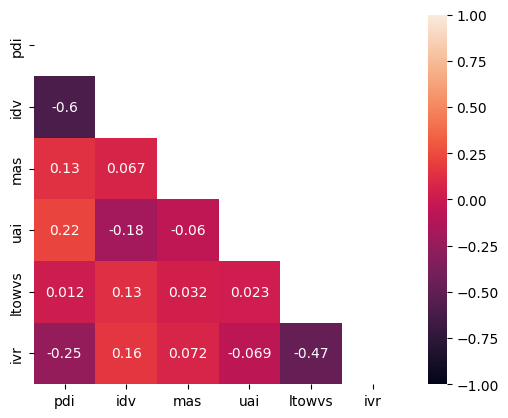 pdi
idv -0.6
mas 0.13 0.067
uai 0.22 -0.18 -0.06
ltowvs 0.012 0.13 0.032 0.023
ivr -0.25 0.16 0.072 -0.069 -0.47
pdi idv mas uai ltowvs ivr
1.00
0.75
0.50
0.25
0.00
−0.25
−0.50
−0.75
−1.00